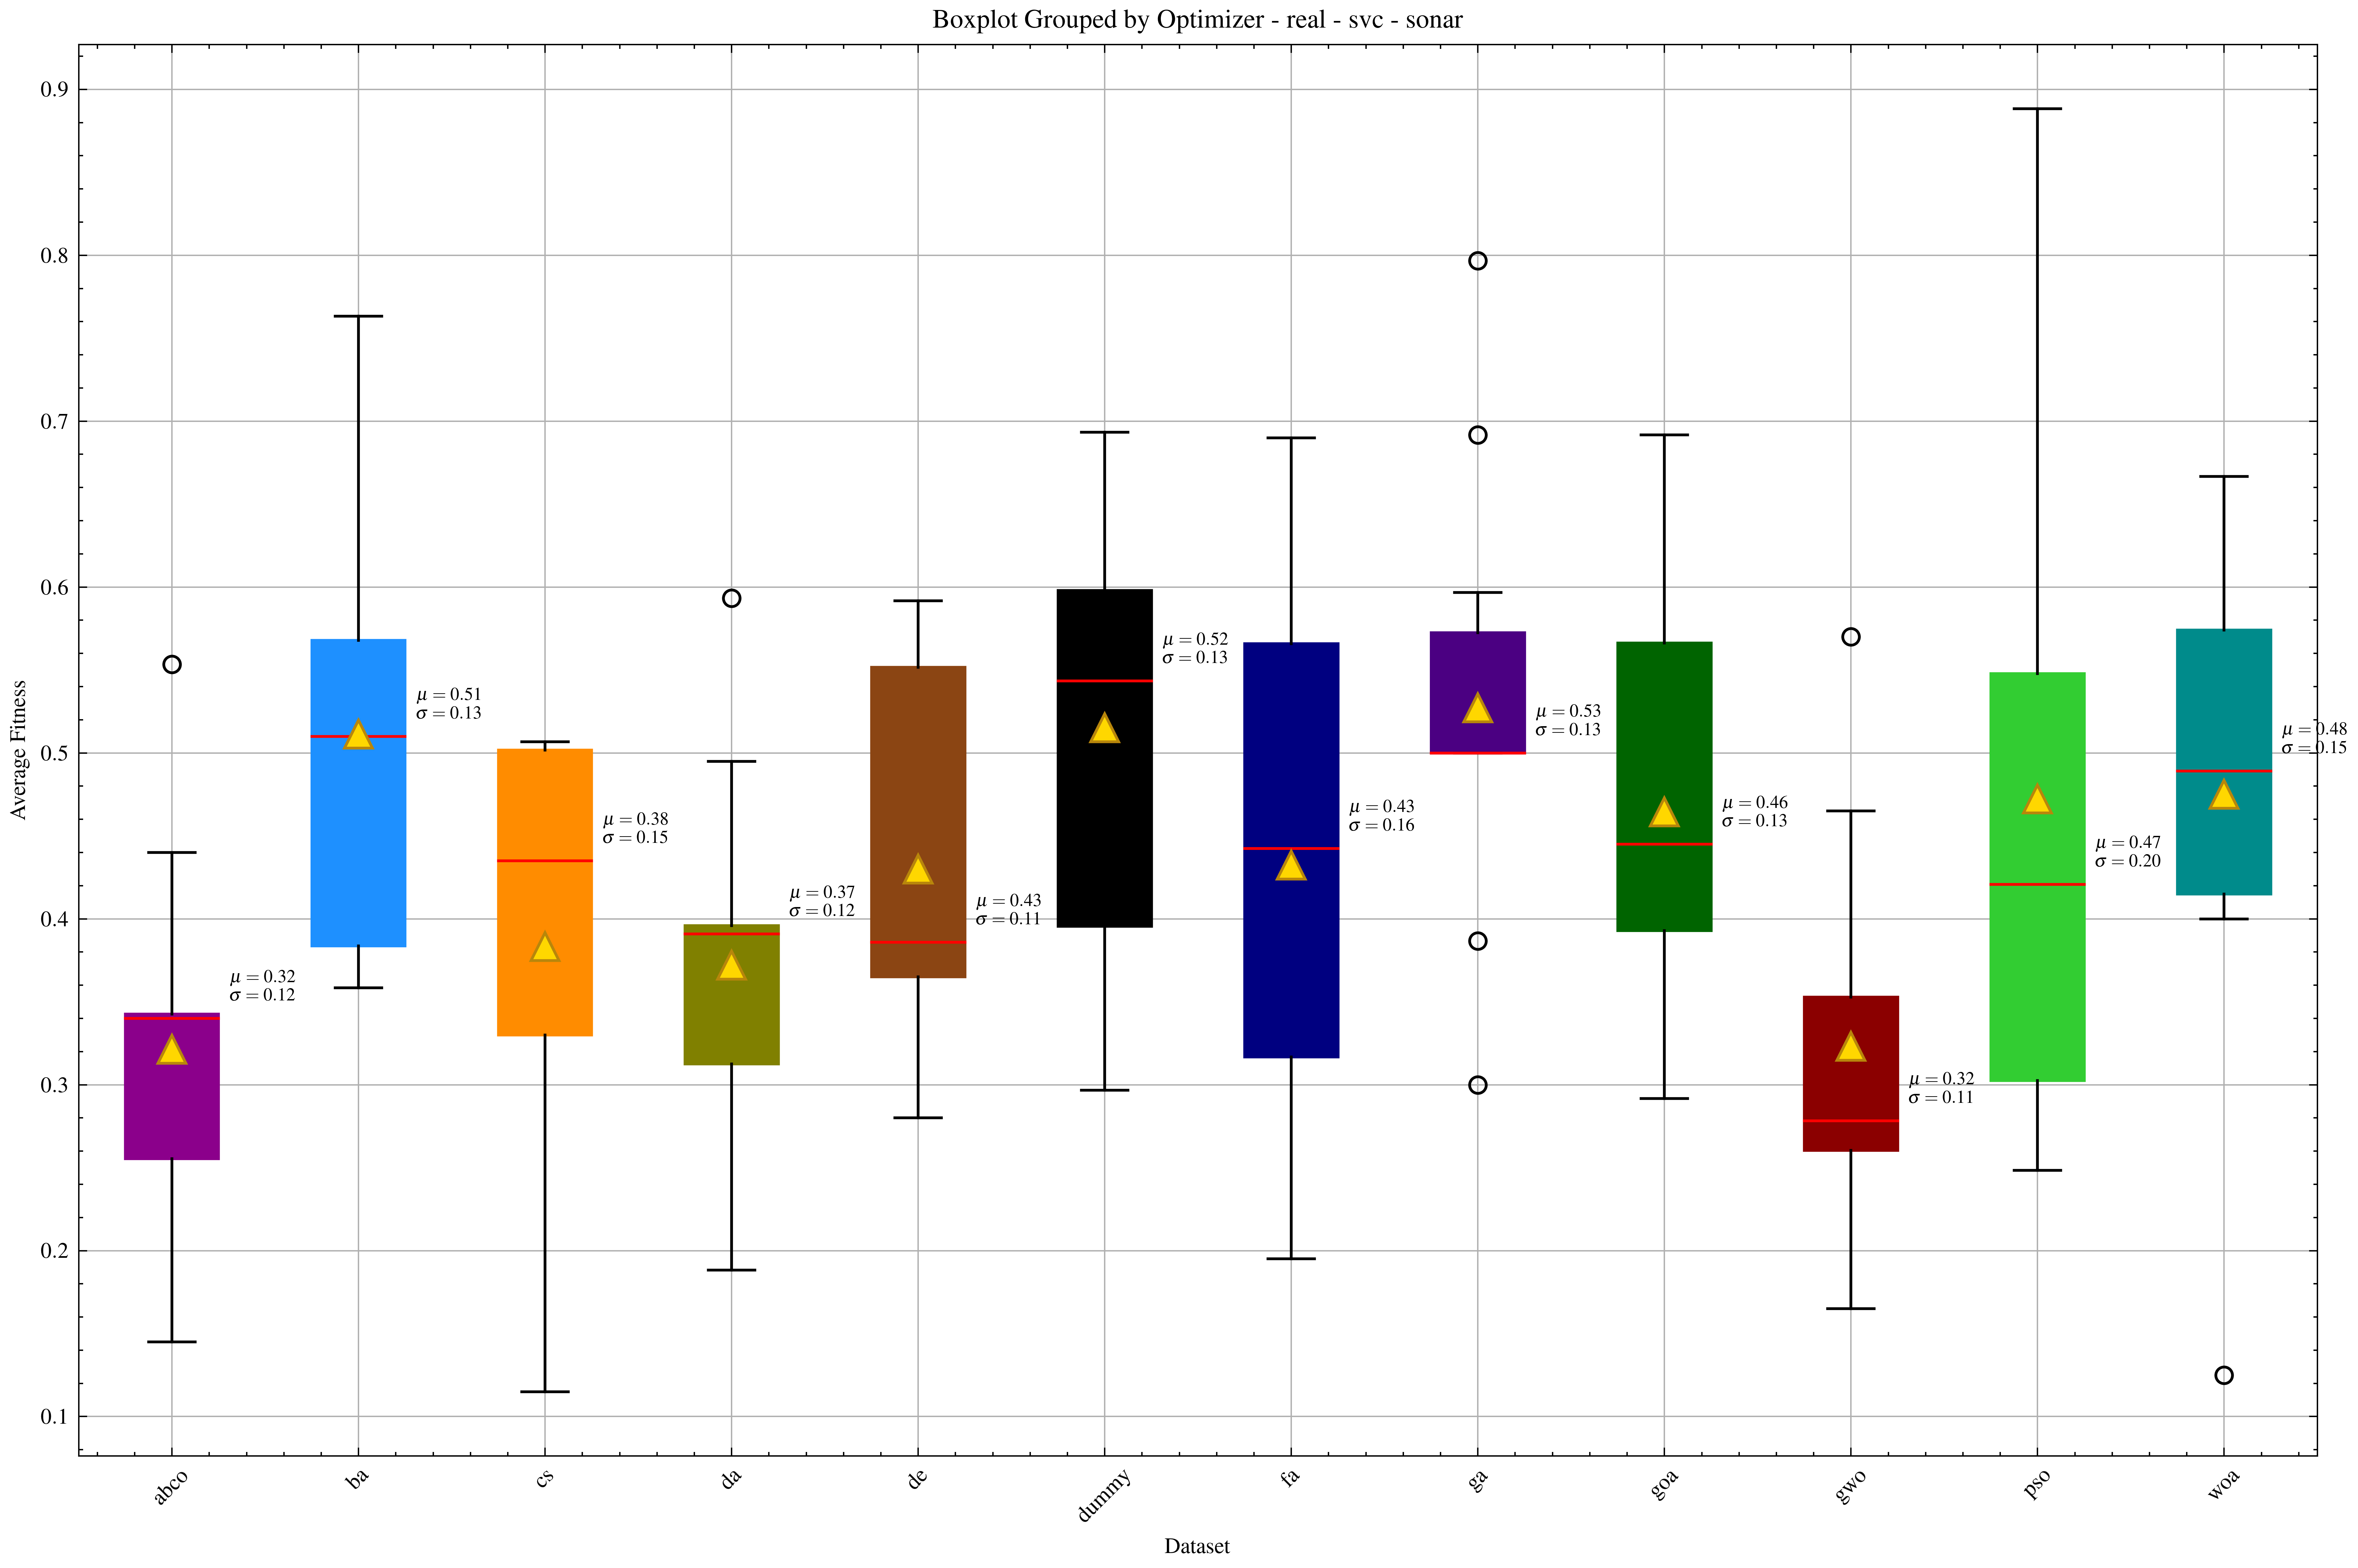 Boxplot Grouped by Optimizer - real - svc - sonar
Average Fitness
0.9
0.8
0.7
0.6
0.5
0.4
0.3
0.2
0.1
μ = 0.32
σ = 0.12
μ = 0.51
σ = 0.13
μ = 0.38
σ = 0.15
μ = 0.37
σ = 0.12
μ = 0.43
σ = 0.11
μ = 0.52
σ = 0.13
μ = 0.43
σ = 0.16
μ = 0.53
σ = 0.13
μ = 0.46
σ = 0.13
μ = 0.32
σ = 0.11
μ = 0.47
σ = 0.20
μ = 0.48
σ = 0.15
abco
ba
cs
da
de
dummy
fa
ga
goa
gwo
pso
woa
Dataset